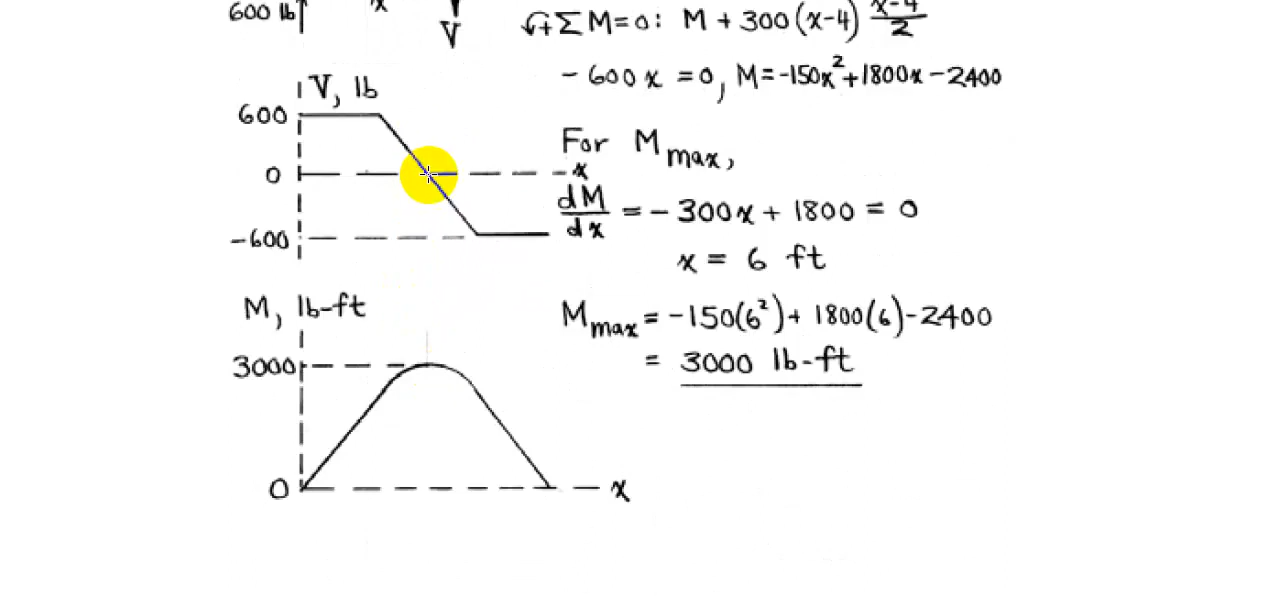 600 lb x V
↶+ΣM=0: M + 300(x-4) (x-4)/2
- 600x = 0, M = -150x²+1800x-2400
V, lb
600
0
x
-600
For M max,
dM/dx = -300x + 1800 = 0
x = 6 ft
M, lb-ft
3000
0
x
M max = -150(6²)+ 1800(6)-2400
= 3000 lb-ft